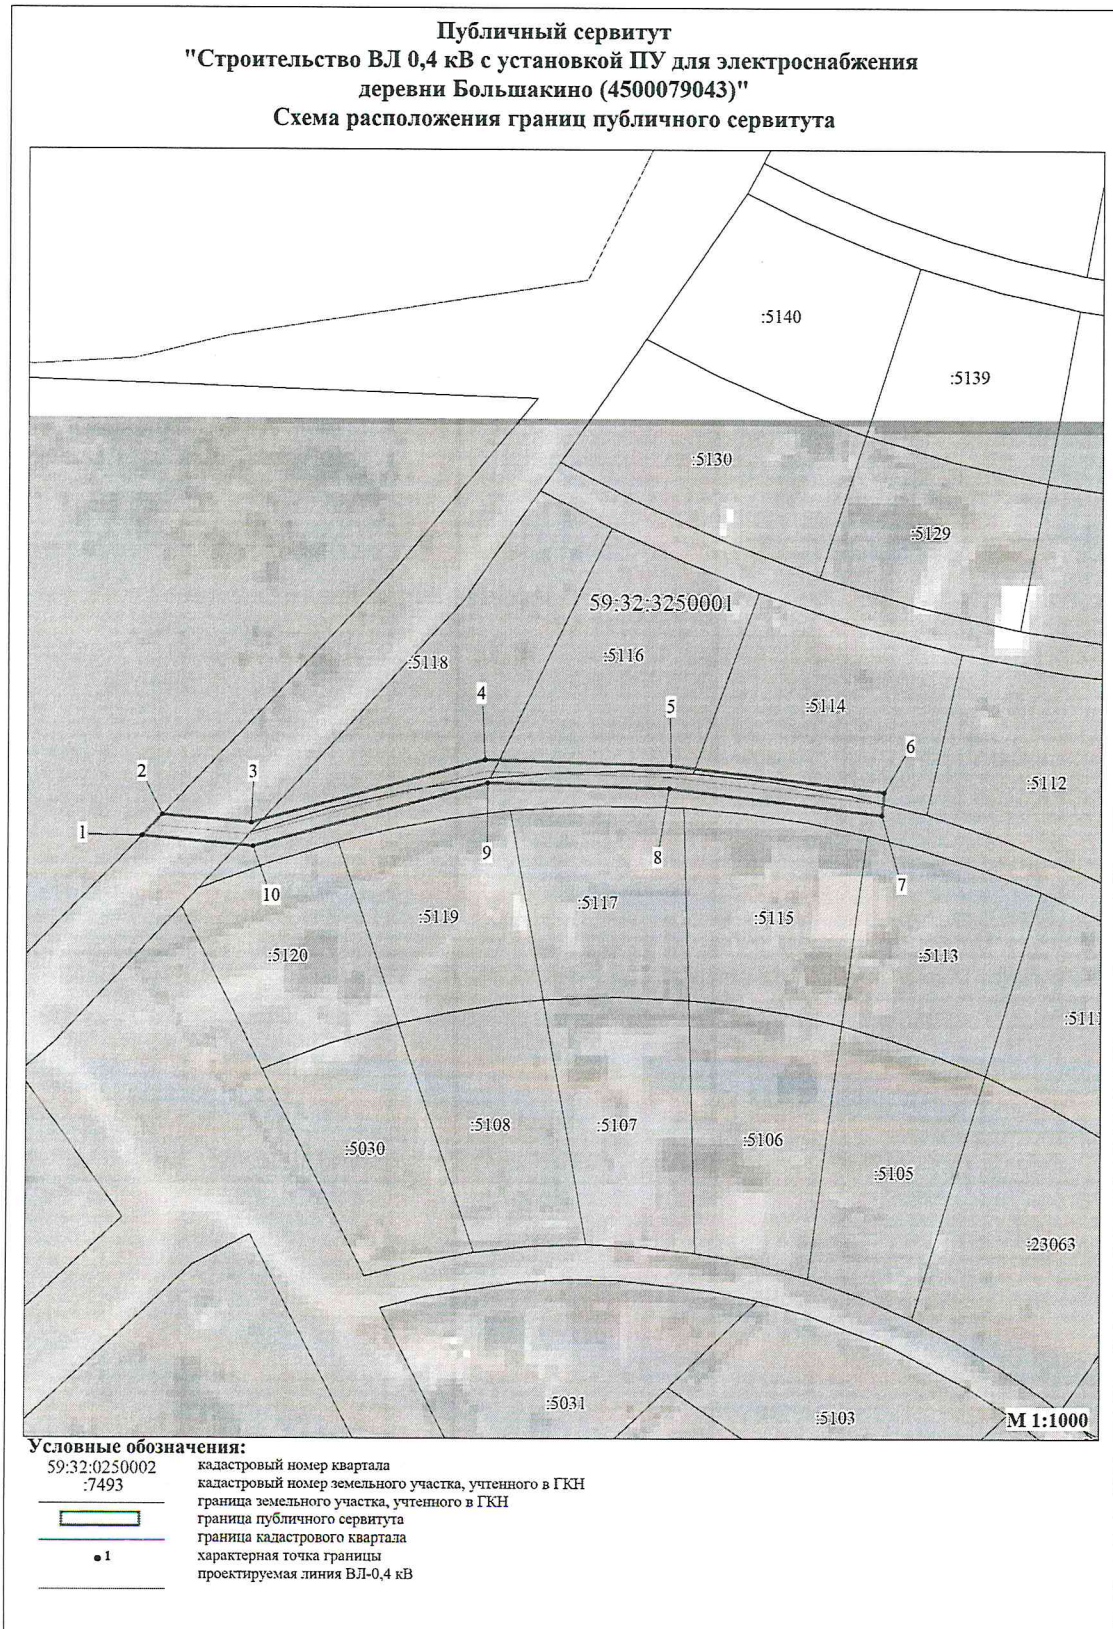 Публичный сервитут
"Строительство ВЛ 0,4 кВ с установкой ПУ для электроснабжения
деревни Большакино (4500079043)"
Схема расположения границ публичного сервитута
:5140
:5139
:5130
:5129
59:32:3250001
:5118
:5116
:5114
:5112
4
5
6
2
3
1
10
9
8
7
:5119
:5117
:5115
:5120
:5113
:5111
:5030
:5108
:5107
:5106
:5105
:23063
:5031
:5103
М 1:1000
Условные обозначения:
59:32:0250002 кадастровый номер квартала
:7493 кадастровый номер земельного участка, учтенного в ГКН
граница земельного участка, учтенного в ГКН
граница публичного сервитута
граница кадастрового квартала
1 характерная точка границы
проектируемая линия ВЛ-0,4 кВ